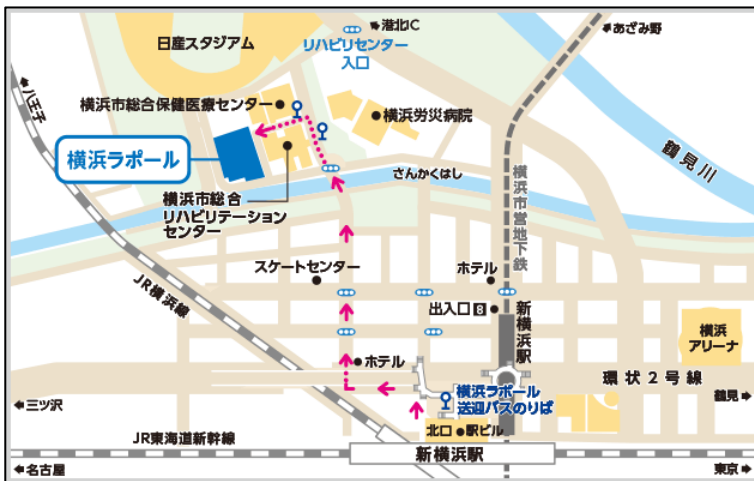 日産スタジアム
港北IC
リハビリセンター
入口
あざみ野
八王子
横浜市総合保健医療センター
横浜労災病院
横浜ラポール
鶴見川
さんかくはし
横浜市営地下鉄
横浜市総合
リハビリテーション
センター
スケートセンター
ホテル
JR横浜線
出入口8
新横浜駅
横浜
アリーナ
ホテル
環状2号線
横浜ラポール
送迎バスのりば
三ツ沢
鶴見
北口
駅ビル
JR東海道新幹線
新横浜駅
名古屋
東京